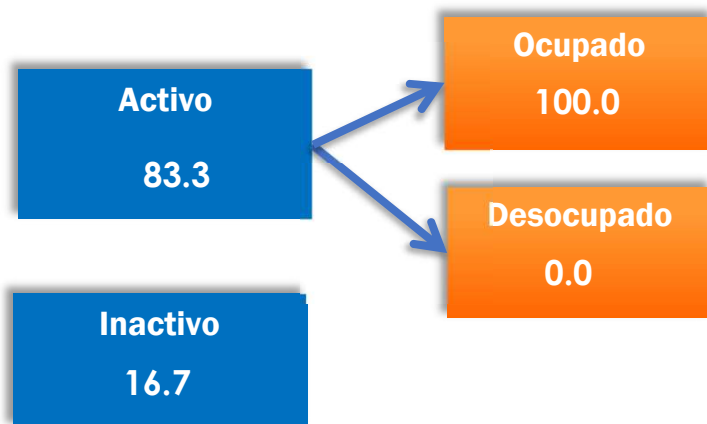 Activo
83.3
Ocupado
100.0
Desocupado
0.0
Inactivo
16.7